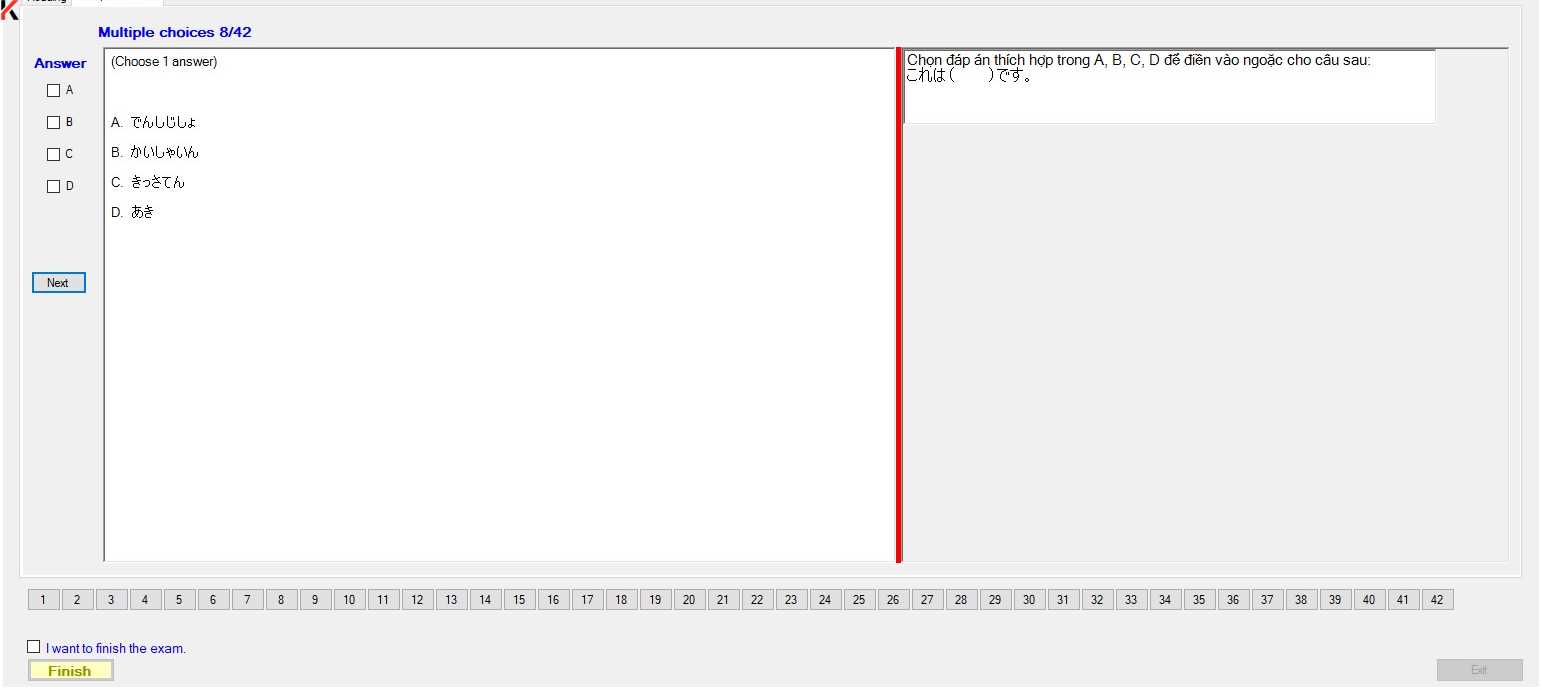 Multiple choices 8/42
Answer
A
B
C
D
Next
(Choose 1 answer)
A. でんしじしょ
B. かいしゃいん
C. きっさてん
D. あき
Chọn đáp án thích hợp trong A, B, C, D để điền vào ngoặc cho câu sau:
これは(　　)です。
1 2 3 4 5 6 7 8 9 10 11 12 13 14 15 16 17 18 19 20 21 22 23 24 25 26 27 28 29 30 31 32 33 34 35 36 37 38 39 40 41 42
I want to finish the exam.
Finish
Exit